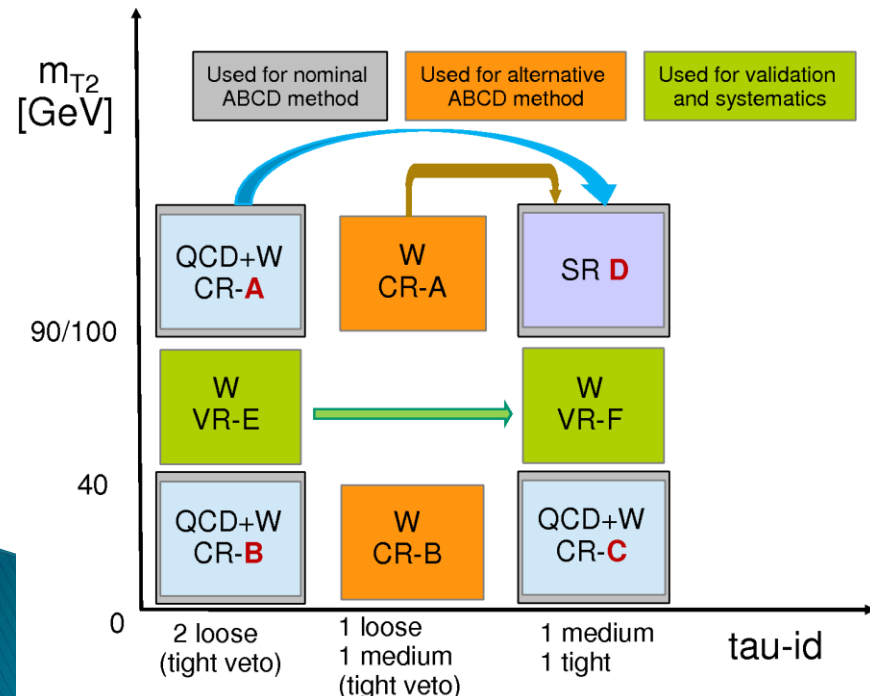 m_T2
[GeV]
Used for nominal
ABCD method
Used for alternative
ABCD method
Used for validation
and systematics
QCD+W
CR-A
W
CR-A
SR D
90/100
W
VR-E
W
VR-F
40
QCD+W
CR-B
W
CR-B
QCD+W
CR-C
0
2 loose
(tight veto)
1 loose
1 medium
(tight veto)
1 medium
1 tight
tau-id